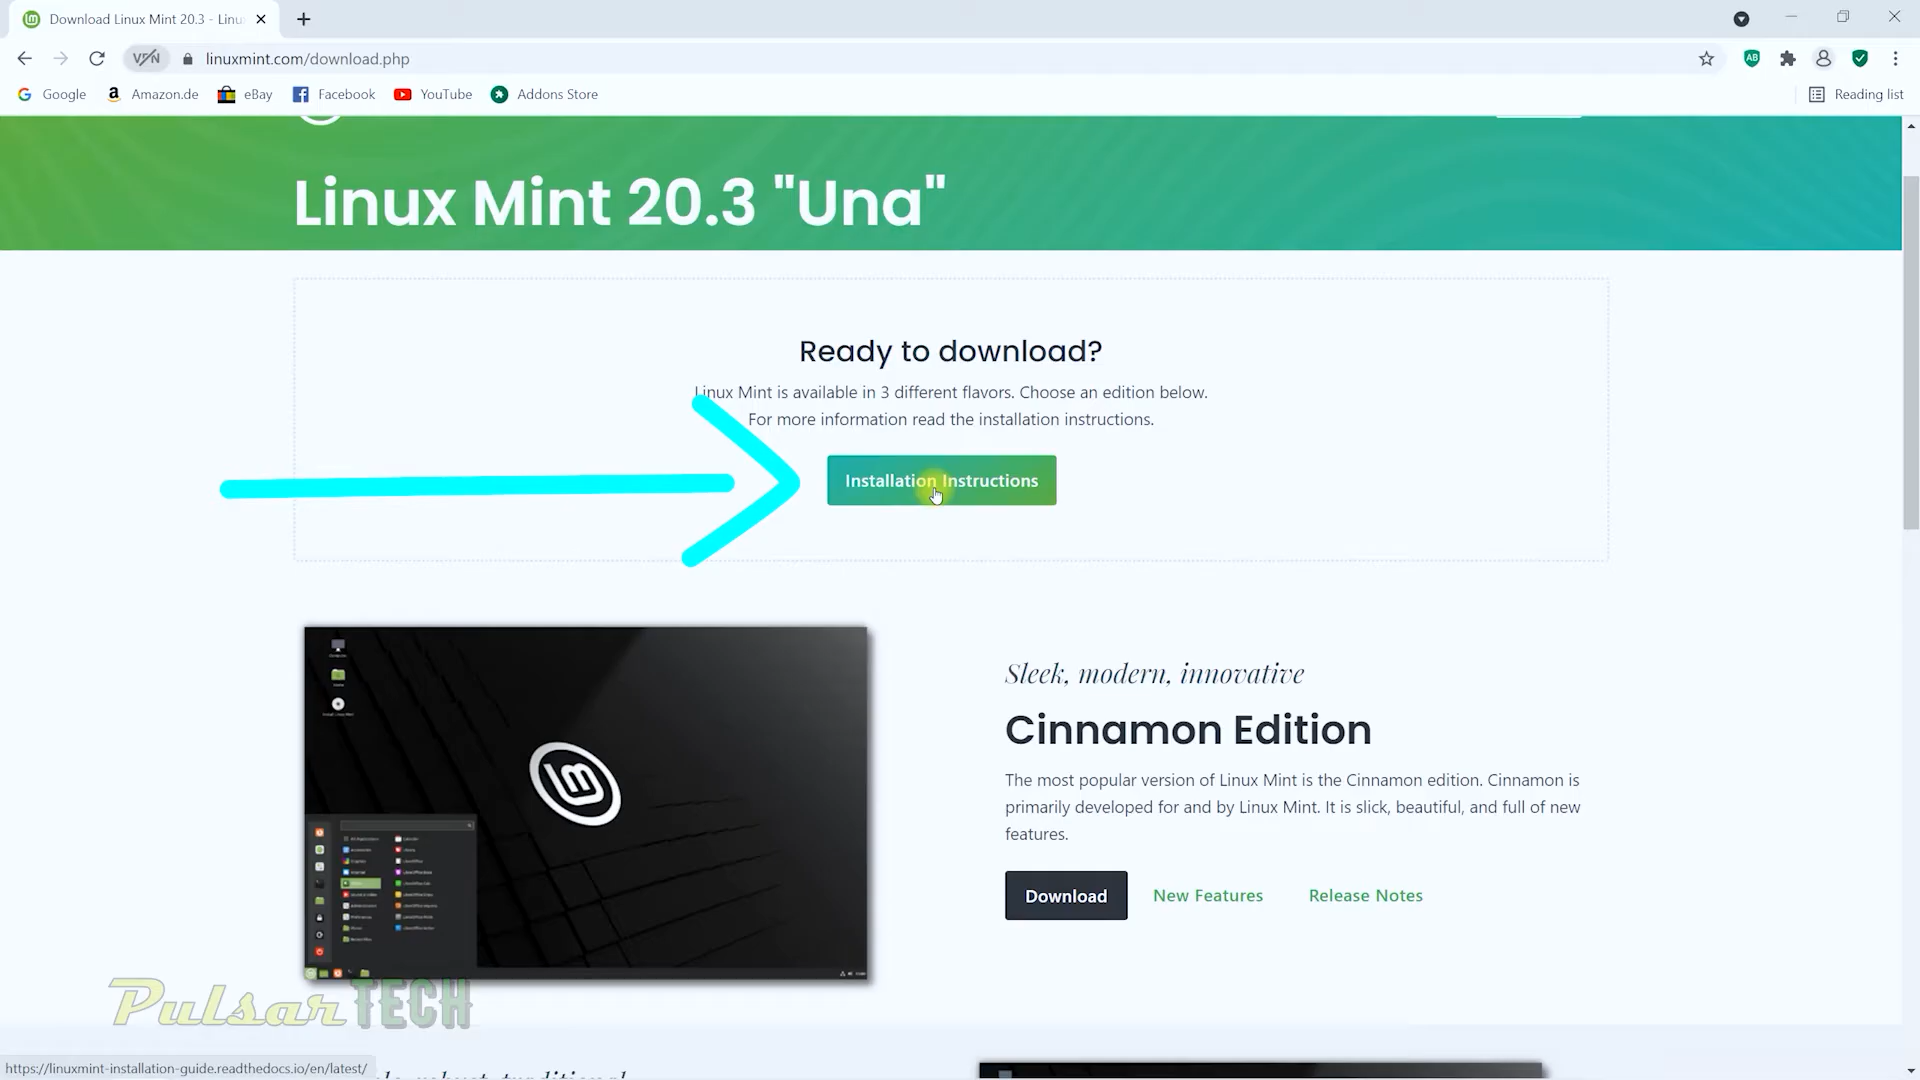 Download Linux Mint 20.3 - Linu
VPN
linuxmint.com/download.php
AB
Google
Amazon.de
eBay
Facebook
YouTube
Addons Store
Reading list
Linux Mint 20.3 "Una"
Ready to download?
Linux Mint is available in 3 different flavors. Choose an edition below.
For more information read the installation instructions.
Installation Instructions
Sleek, modern, innovative
Cinnamon Edition
The most popular version of Linux Mint is the Cinnamon edition. Cinnamon is
primarily developed for and by Linux Mint. It is slick, beautiful, and full of new
features.
Download
New Features
Release Notes
PulsarTECH
https://linuxmint-installation-guide.readthedocs.io/en/latest/